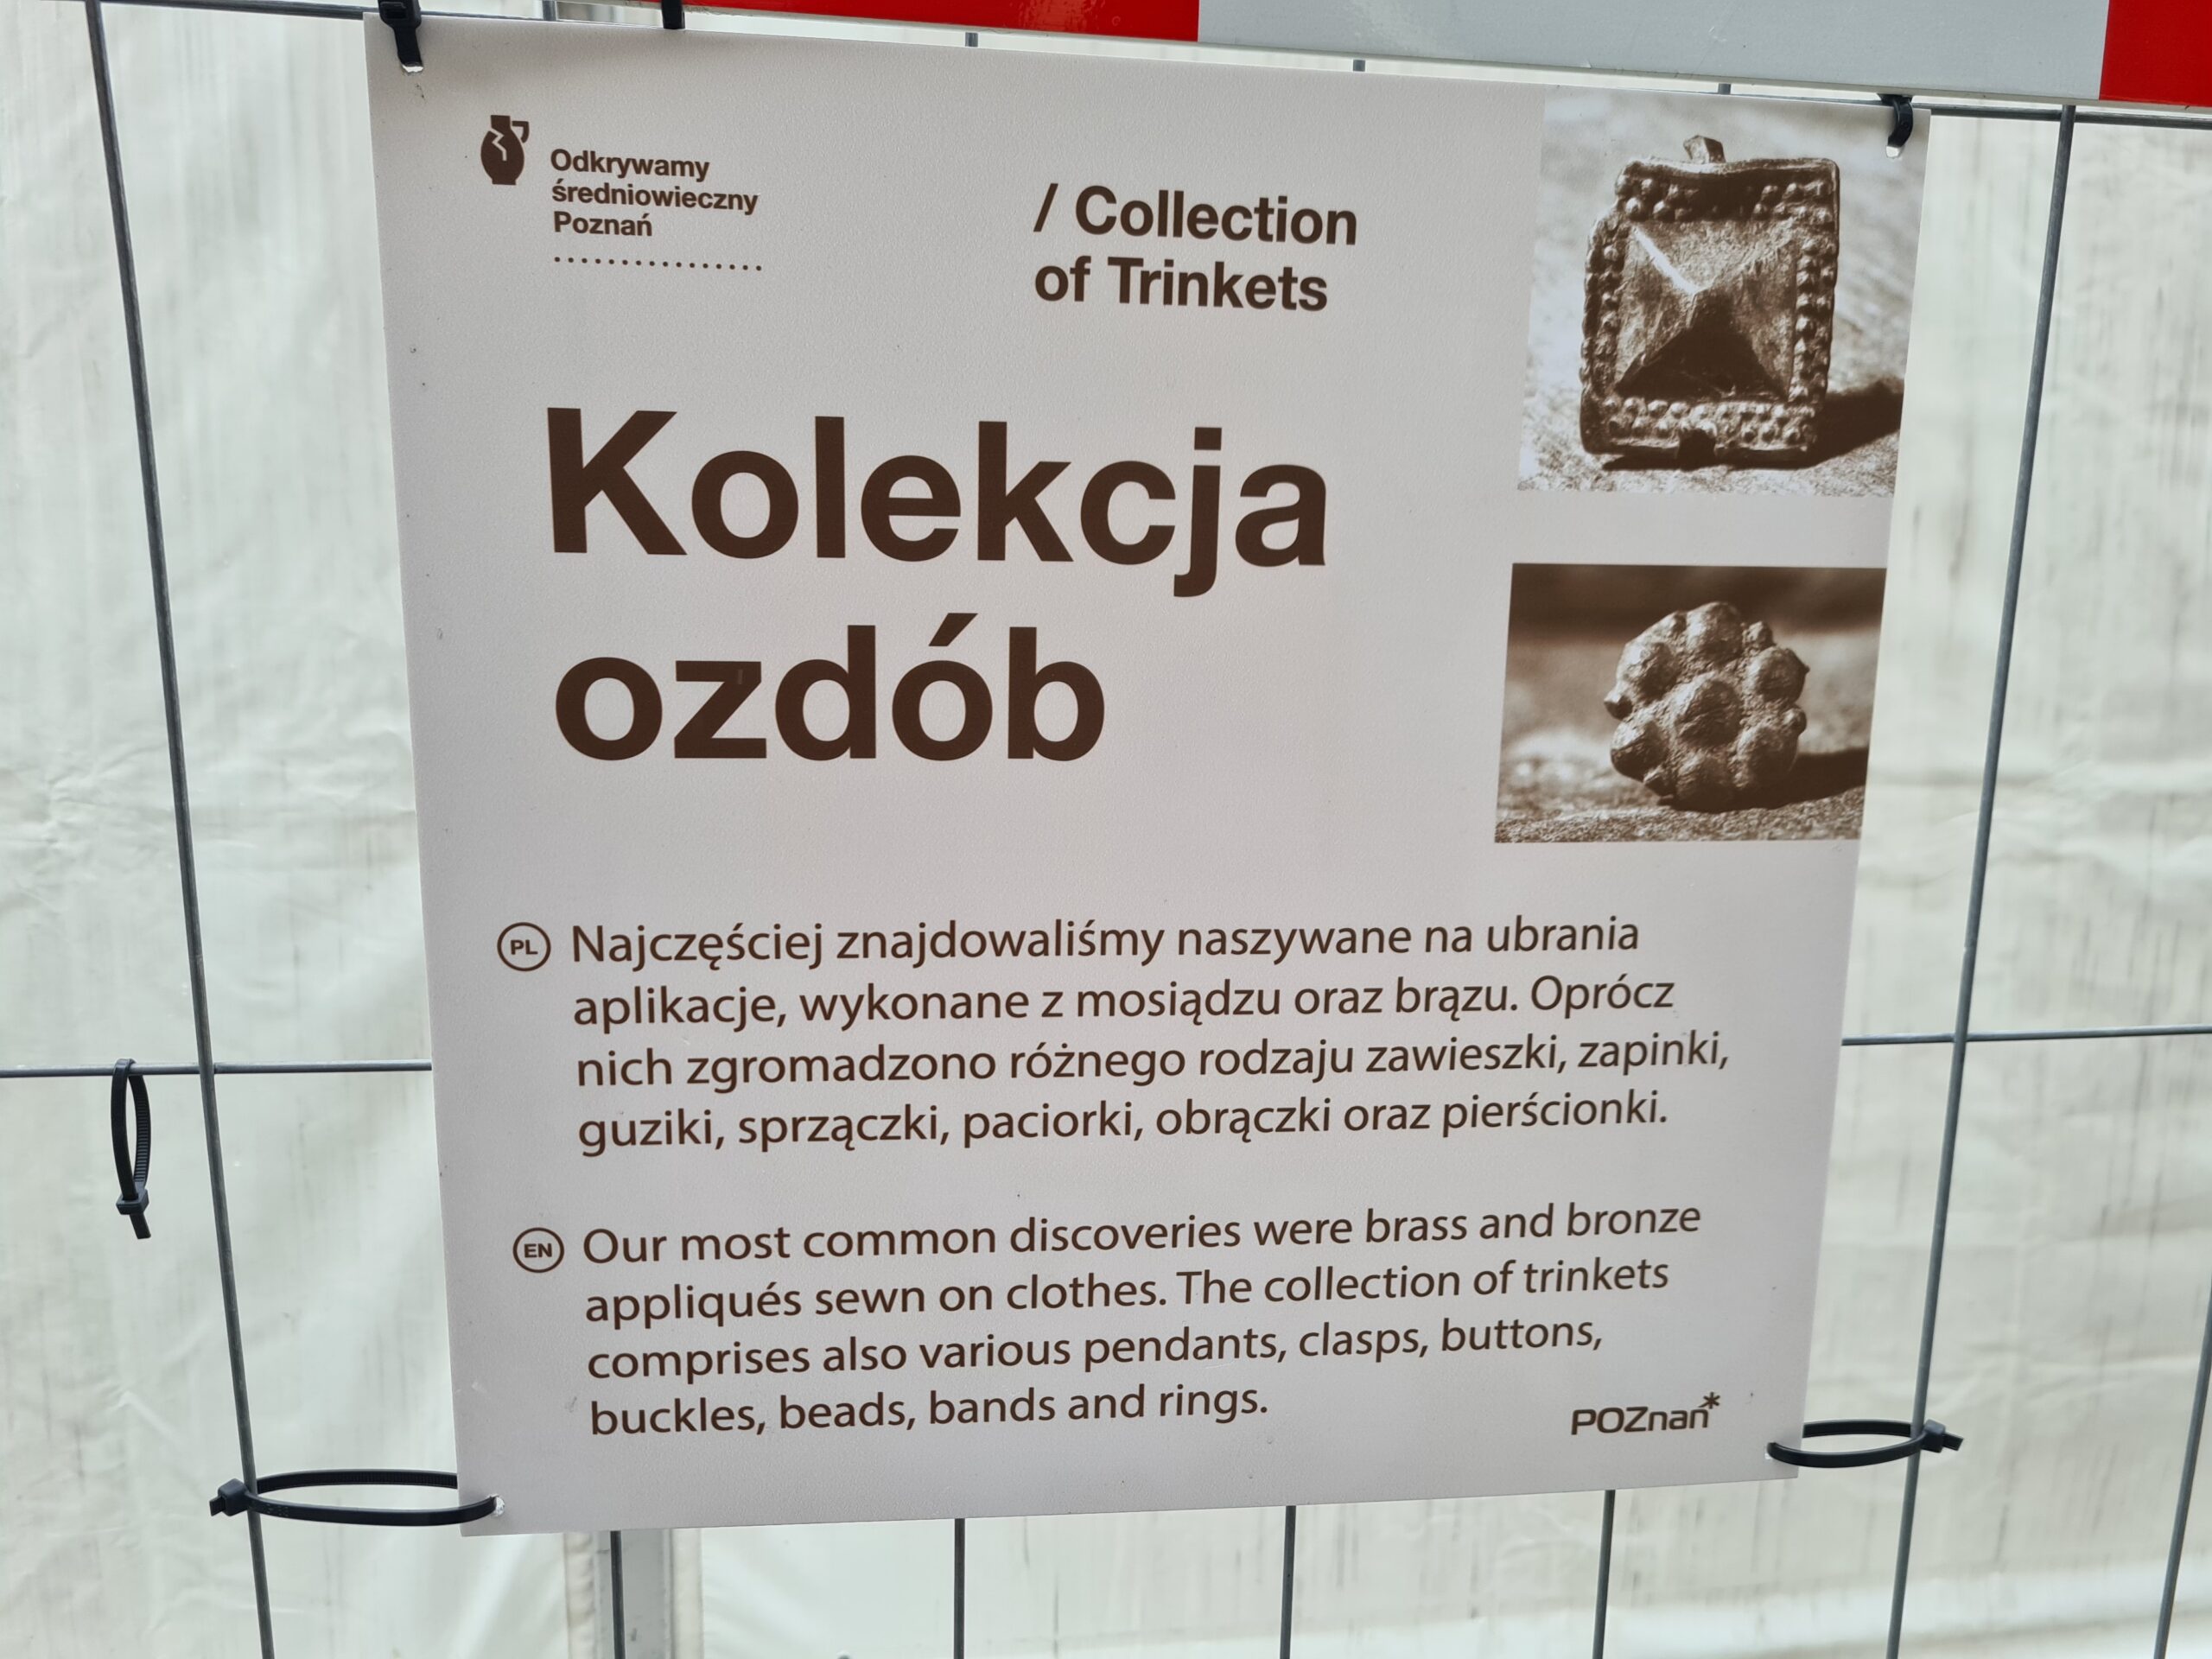 Odkrywamy
średniowieczny
Poznań
/ Collection
of Trinkets
Kolekcja
ozdób
PL Najczęściej znajdowaliśmy naszywane na ubrania
aplikacje, wykonane z mosiądzu oraz brązu. Oprócz
nich zgromadzono różnego rodzaju zawieszki, zapinki,
guziki, sprzączki, paciorki, obrączki oraz pierścionki.
EN Our most common discoveries were brass and bronze
appliqués sewn on clothes. The collection of trinkets
comprises also various pendants, clasps, buttons,
buckles, beads, bands and rings.
POZnań*